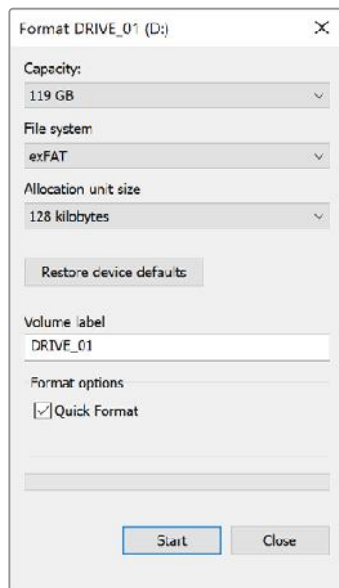 Format DRIVE_01 (D:)
Capacity:
119 GB
File system
exFAT
Allocation unit size
128 kilobytes
Restore device defaults
Volume label
DRIVE_01
Format options
Quick Format
Start
Close